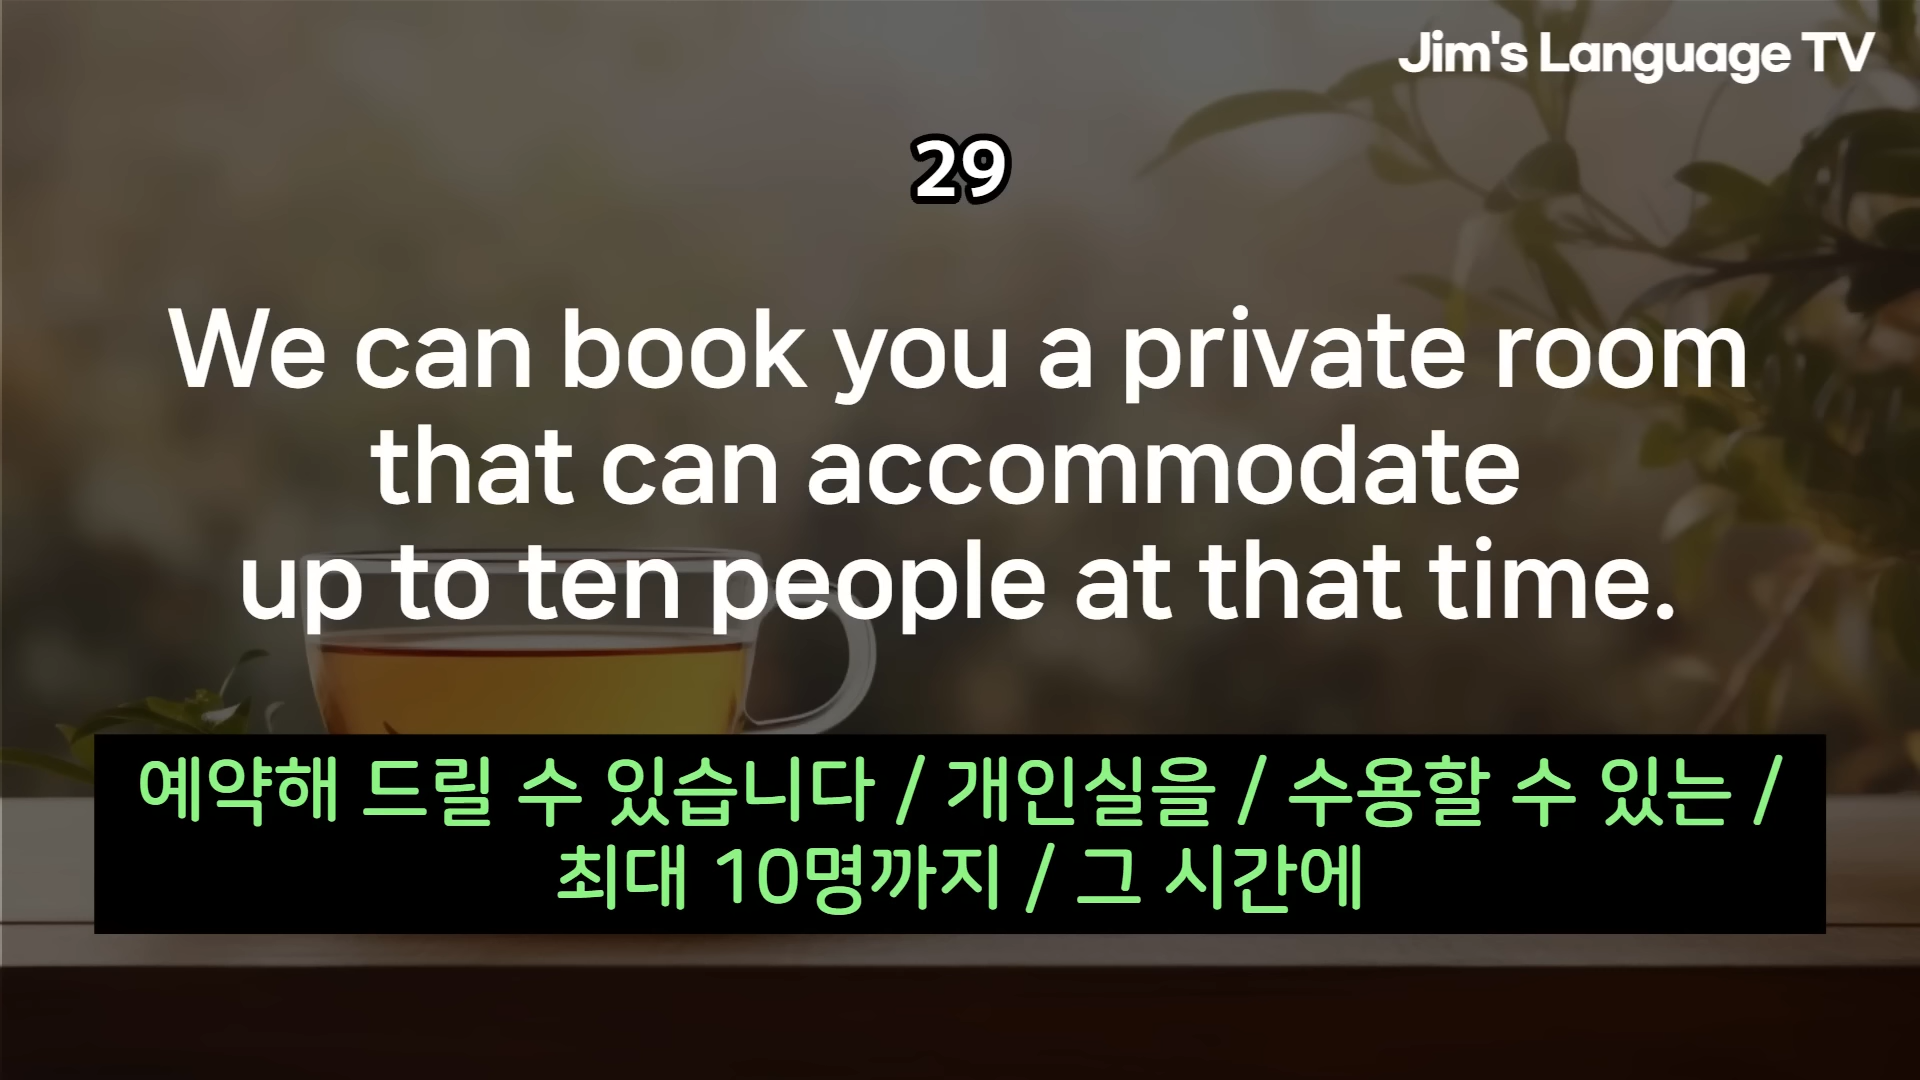 Jim's Language TV
29
We can book you a private room
that can accommodate
up to ten people at that time.
예약해 드릴 수 있습니다 / 개인실을 / 수용할 수 있는 /
최대 10명까지 / 그 시간에